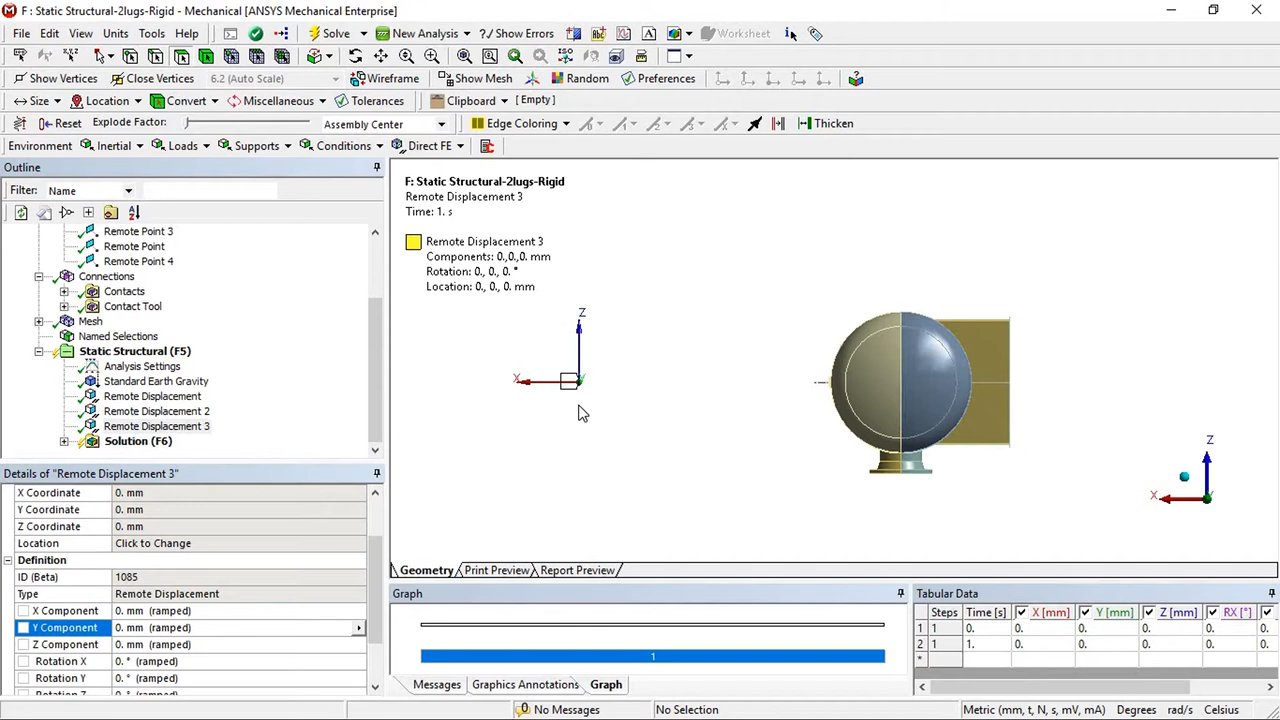 F : Static Structural-2lugs-Rigid - Mechanical [ANSYS Mechanical Enterprise]
File Edit View Units Tools Help Solve New Analysis ?/ Show Errors Worksheet
Show Vertices Close Vertices 6.2 (Auto Scale) Wireframe Show Mesh Random Preferences
Size Location Convert Miscellaneous Tolerances Clipboard [ Empty ]
Reset Explode Factor: Assembly Center Edge Coloring Thicken
Environment Inertial Loads Supports Conditions Direct FE
Outline
Filter: Name
Remote Point 3
Remote Point
Remote Point 4
Connections
Contacts
Contact Tool
Mesh
Named Selections
Static Structural (F5)
Analysis Settings
Standard Earth Gravity
Remote Displacement
Remote Displacement 2
Remote Displacement 3
Solution (F6)
Details of "Remote Displacement 3"
X Coordinate 0. mm
Y Coordinate 0. mm
Z Coordinate 0. mm
Location Click to Change
Definition
ID (Beta) 1085
Type Remote Displacement
X Component 0. mm (ramped)
Y Component 0. mm (ramped)
Z Component 0. mm (ramped)
Rotation X 0. ° (ramped)
Rotation Y 0. ° (ramped)
Rotation Z 0. ° (ramped)
F: Static Structural-2lugs-Rigid
Remote Displacement 3
Time: 1. s
Remote Displacement 3
Components: 0.,0.,0. mm
Rotation: 0., 0., 0. °
Location: 0., 0., 0. mm
Z
X
Y
Z
X
Y
Geometry Print Preview Report Preview
Graph
1
Messages Graphics Annotations Graph
Tabular Data
Steps Time [s] X [mm] Y [mm] Z [mm] RX [°]
1 1 0. 0. 0. 0. 0. 0.
2 1 1. 0. 0. 0. 0. 0.
*
0 No Messages No Selection Metric (mm, t, N, s, mV, mA) Degrees rad/s Celsius